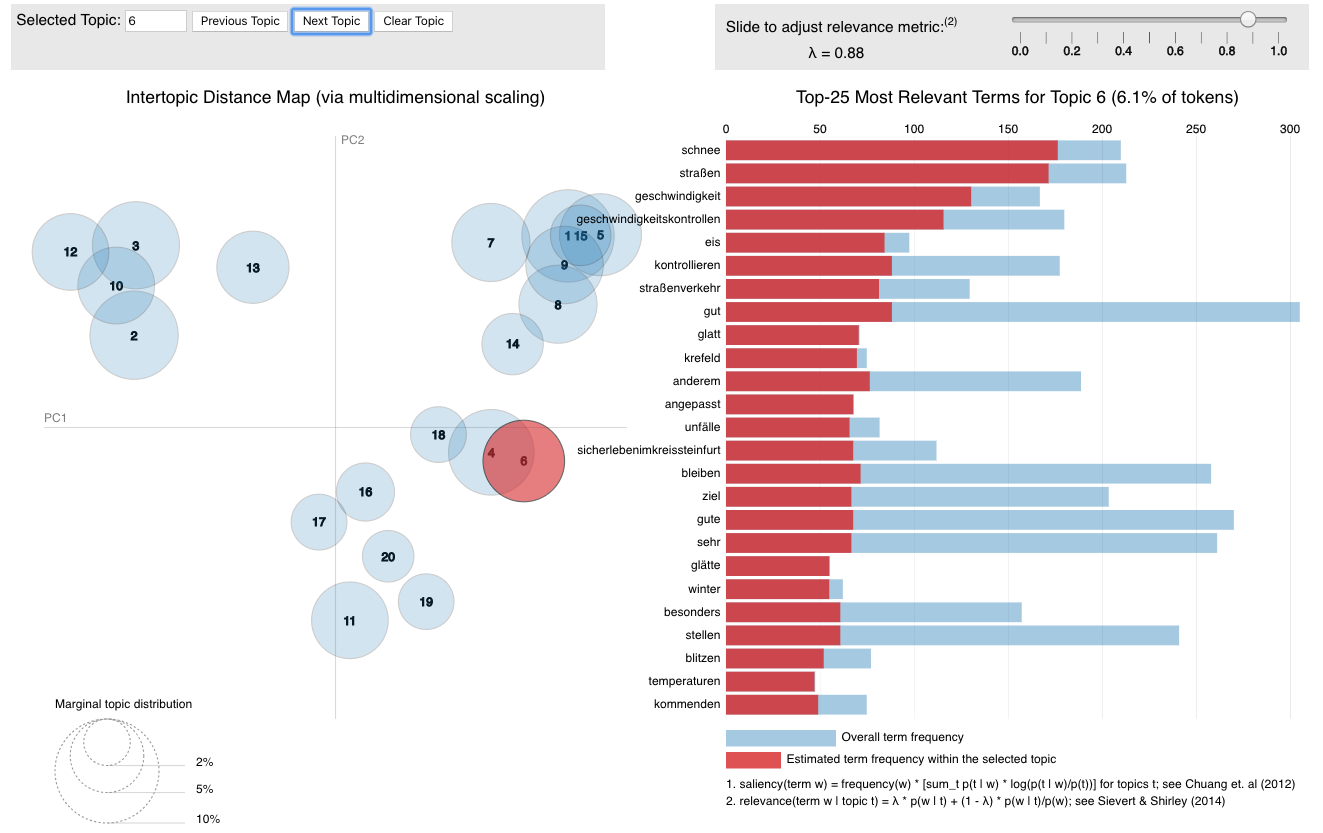 Selected Topic: 6 Previous Topic Next Topic Clear Topic
Slide to adjust relevance metric:(2)
λ = 0.88
0.0 0.2 0.4 0.6 0.8 1.0
Intertopic Distance Map (via multidimensional scaling)
PC2
PC1
12
3
10
2
13
7
1
15
5
9
8
14
18
4
6
16
17
20
19
11
Marginal topic distribution
2%
5%
10%
Top-25 Most Relevant Terms for Topic 6 (6.1% of tokens)
0 50 100 150 200 250 300
schnee
straßen
geschwindigkeit
geschwindigkeitskontrollen
eis
kontrollieren
straßenverkehr
gut
glatt
krefeld
anderem
angepasst
unfälle
sicherlebenimkreissteinfurt
bleiben
ziel
gute
sehr
glätte
winter
besonders
stellen
blitzen
temperaturen
kommenden
Overall term frequency
Estimated term frequency within the selected topic
1. saliency(term w) = frequency(w) * [sum_t p(t | w) * log(p(t | w)/p(t))] for topics t; see Chuang et. al (2012)
2. relevance(term w | topic t) = λ * p(w | t) + (1 - λ) * p(w | t)/p(w); see Sievert & Shirley (2014)